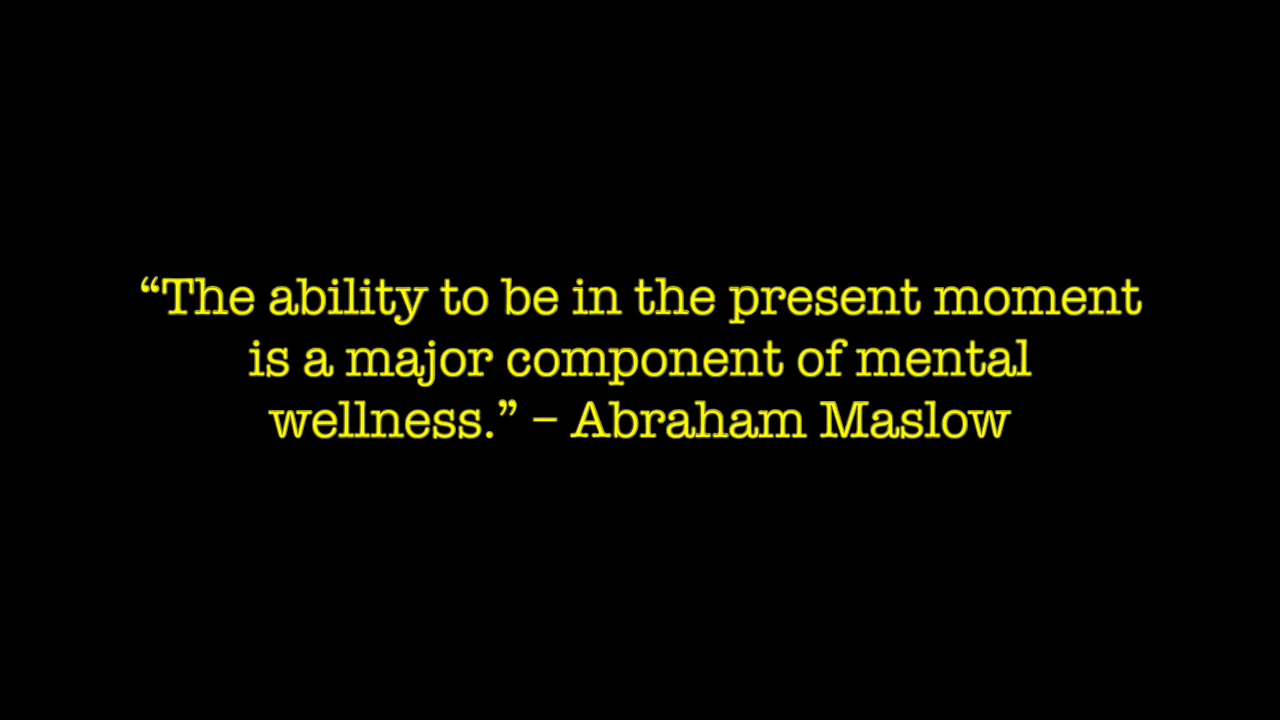 “The ability to be in the present moment
is a major component of mental
wellness.” – Abraham Maslow